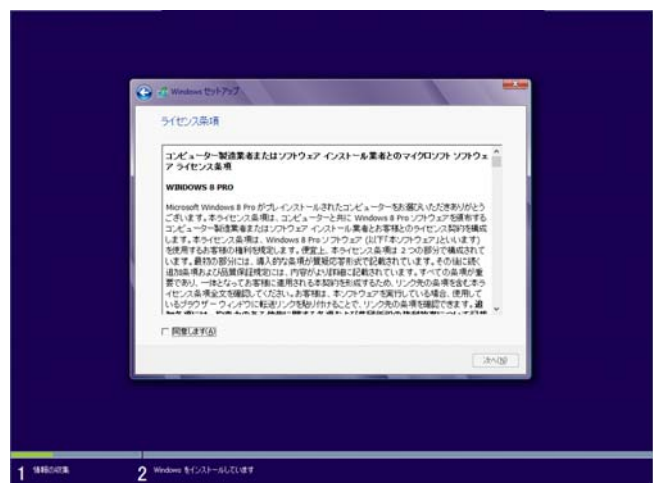 Windows セットアップ
ライセンス条項
コンピューター製造業者またはソフトウェア インストール業者とのマイクロソフト ソフトウェ
ア ライセンス条項
WINDOWS 8 PRO
Microsoft Windows 8 Pro がプレインストールされたコンピューターをお選びいただきありがとう
ございます。本ライセンス条項は、コンピューターと共に Windows 8 Pro ソフトウェアを頒布する
コンピューター製造業者またはソフトウェア インストール業者とお客様とのライセンス契約を構成
します。本ライセンス条項は、Windows 8 Pro ソフトウェア (以下「本ソフトウェア」といいます)
を使用するお客様の権利を規定します。便宜上、本ライセンス条項は 2 つの部分で構成されて
います。最初の部分には、導入的な条項が質疑応答形式で記載されています。その後に続く
追加条項および品質保証規定には、内容がより詳細に記載されています。すべての条項が重
要であり、一体となってお客様に適用される本契約を形成するため、リンク先の条項を含む本ラ
イセンス条項全文を確認してください。お客様は、本ソフトウェアを実行している場合、使用して
いるブラウザー ウィンドウに転送リンクを貼り付けることで、リンク先の条項を確認できます。追
同意します(A)
次へ(N)
1 情報の収集
2 Windows をインストールしています